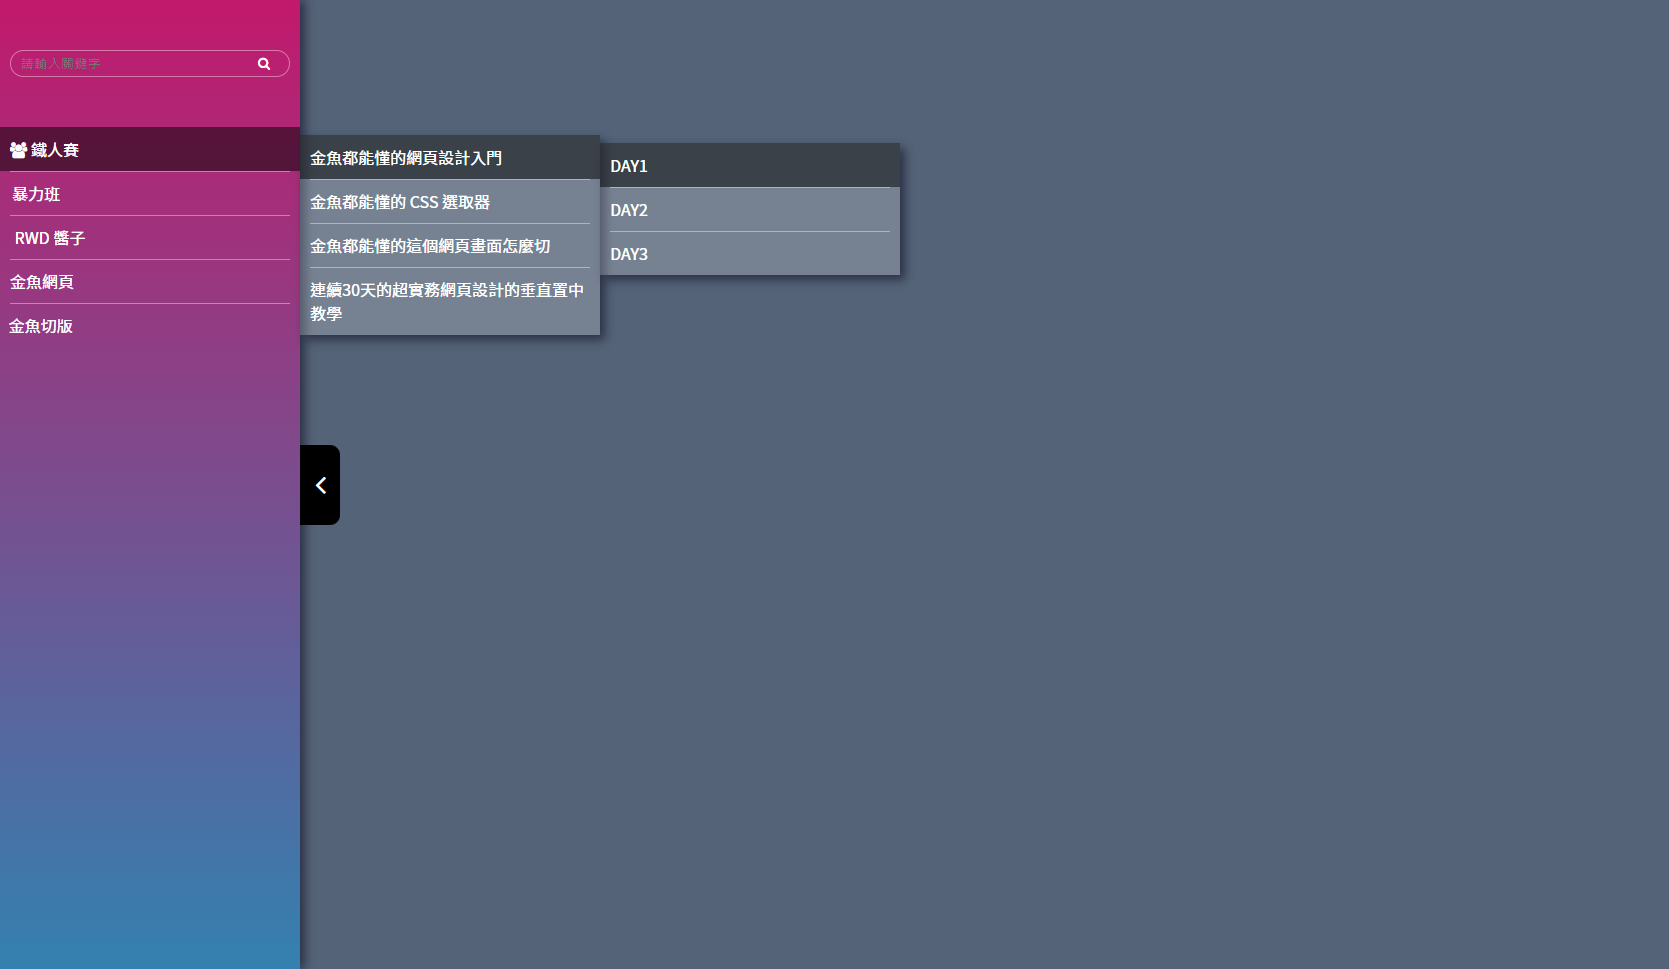 請輸入關鍵字
鐵人賽
暴力班
RWD 醬子
金魚網頁
金魚切版
金魚都能懂的網頁設計入門
金魚都能懂的 CSS 選取器
金魚都能懂的這個網頁畫面怎麼切
連續30天的超實務網頁設計的垂直置中
教學
DAY1
DAY2
DAY3